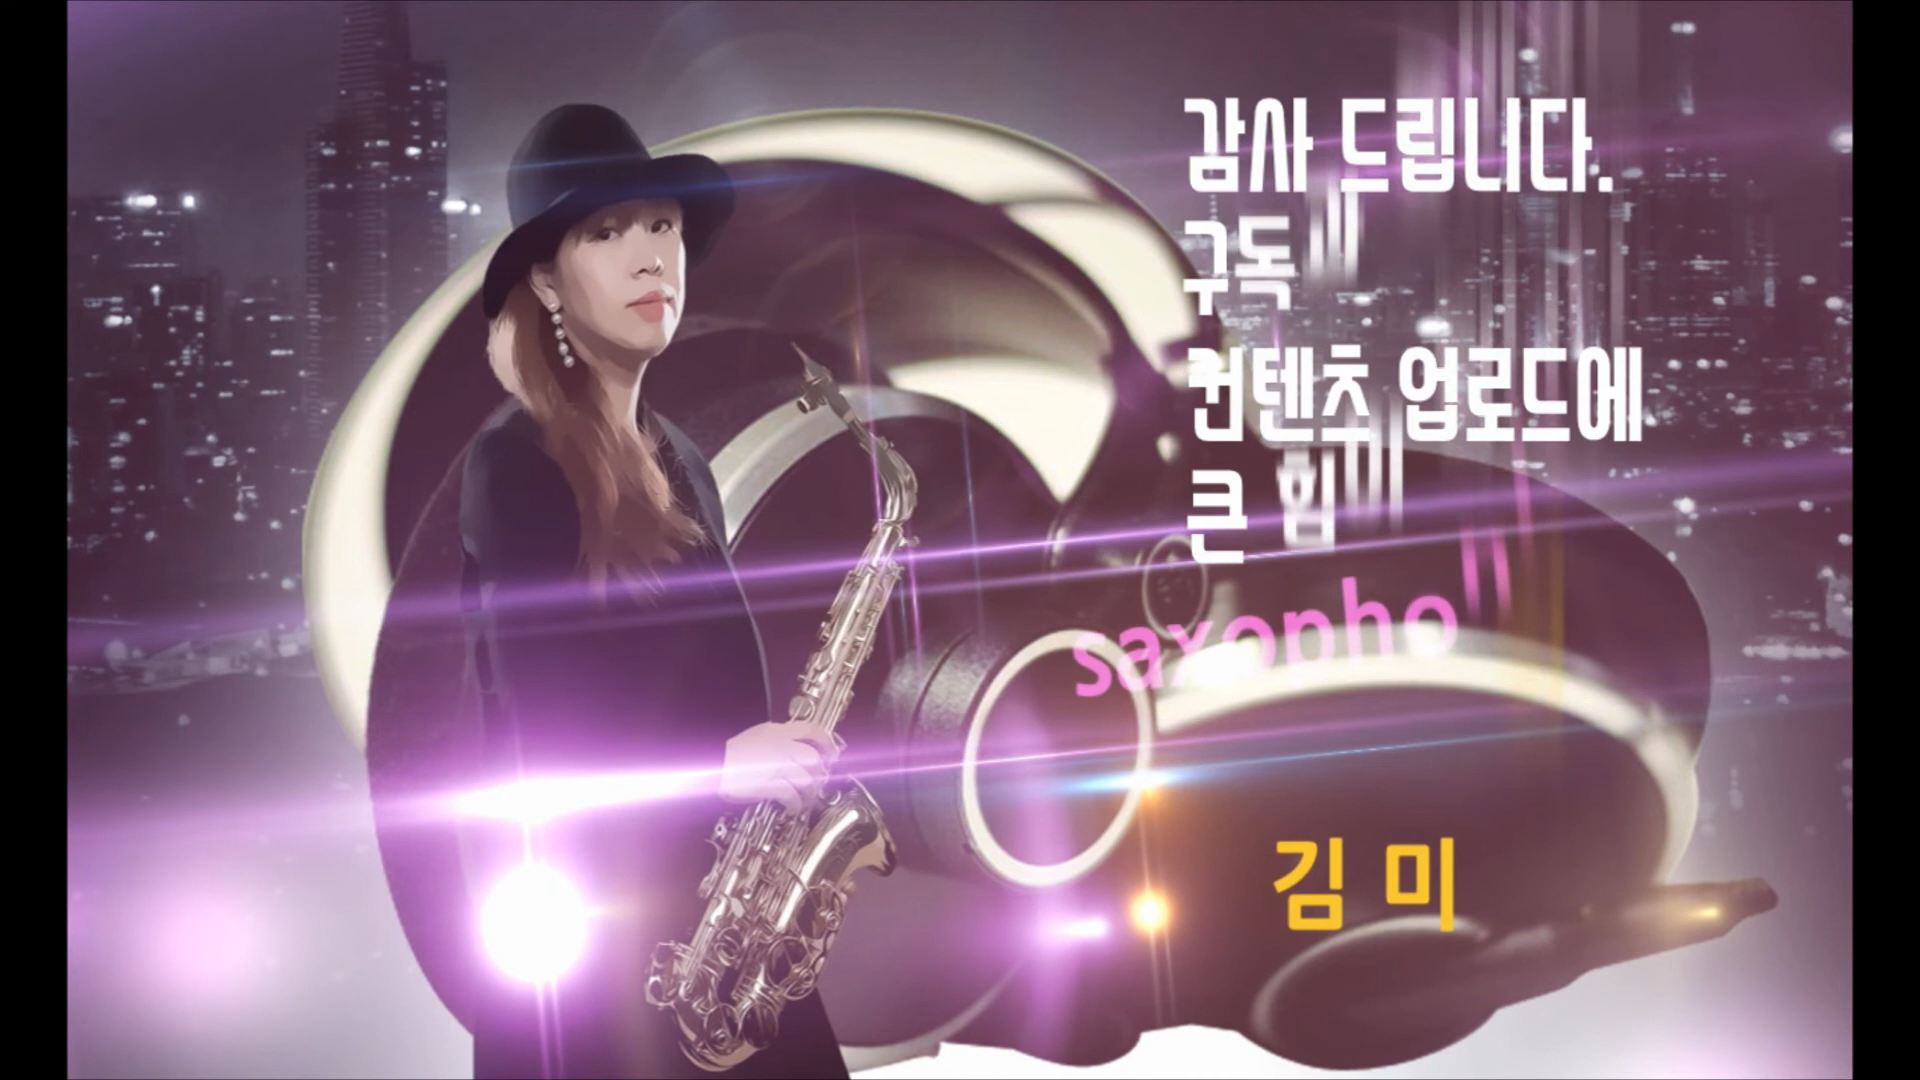 감사 드립니다.
구독
컨텐츠 업로드에
큰 힘
saxopho
김 미